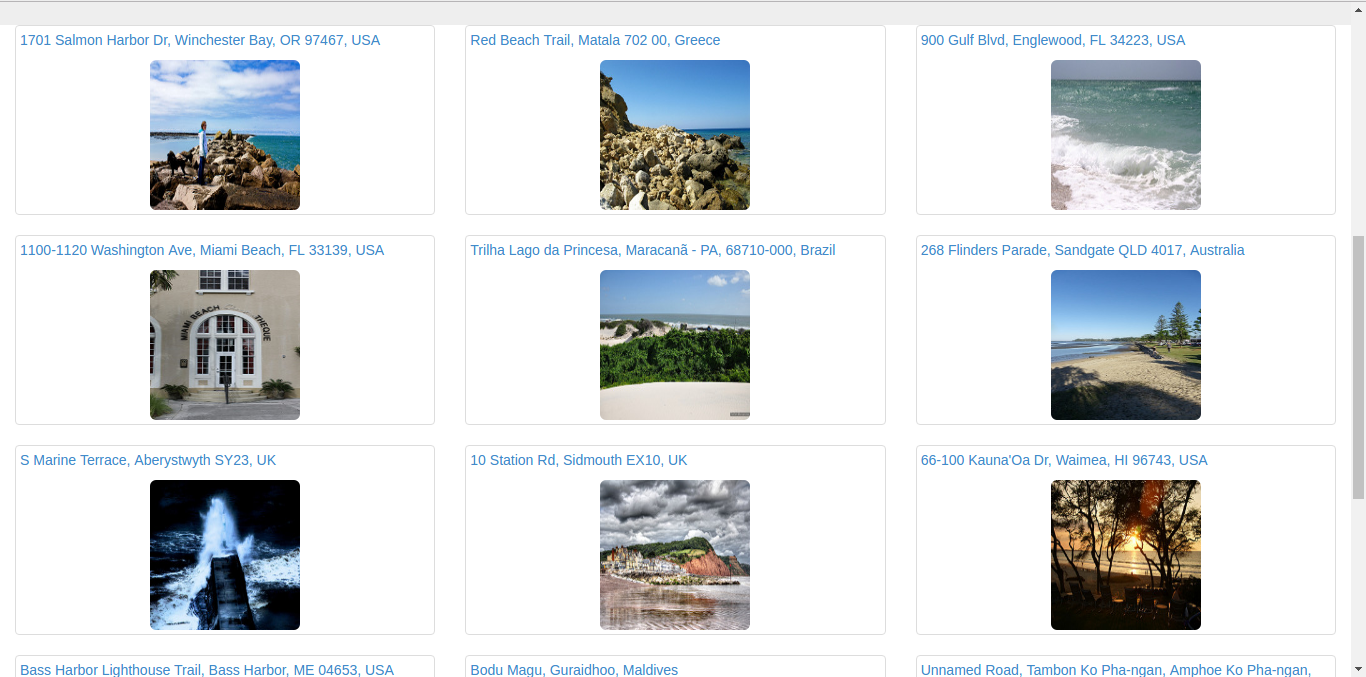 1701 Salmon Harbor Dr, Winchester Bay, OR 97467, USA
Red Beach Trail, Matala 702 00, Greece
900 Gulf Blvd, Englewood, FL 34223, USA
1100-1120 Washington Ave, Miami Beach, FL 33139, USA
Trilha Lago da Princesa, Maracanã - PA, 68710-000, Brazil
268 Flinders Parade, Sandgate QLD 4017, Australia
MIAMI BEACH
THEQUE
S Marine Terrace, Aberystwyth SY23, UK
10 Station Rd, Sidmouth EX10, UK
66-100 Kauna'Oa Dr, Waimea, HI 96743, USA
Bass Harbor Lighthouse Trail, Bass Harbor, ME 04653, USA
Bodu Magu, Guraidhoo, Maldives
Unnamed Road, Tambon Ko Pha-ngan, Amphoe Ko Pha-ngan,